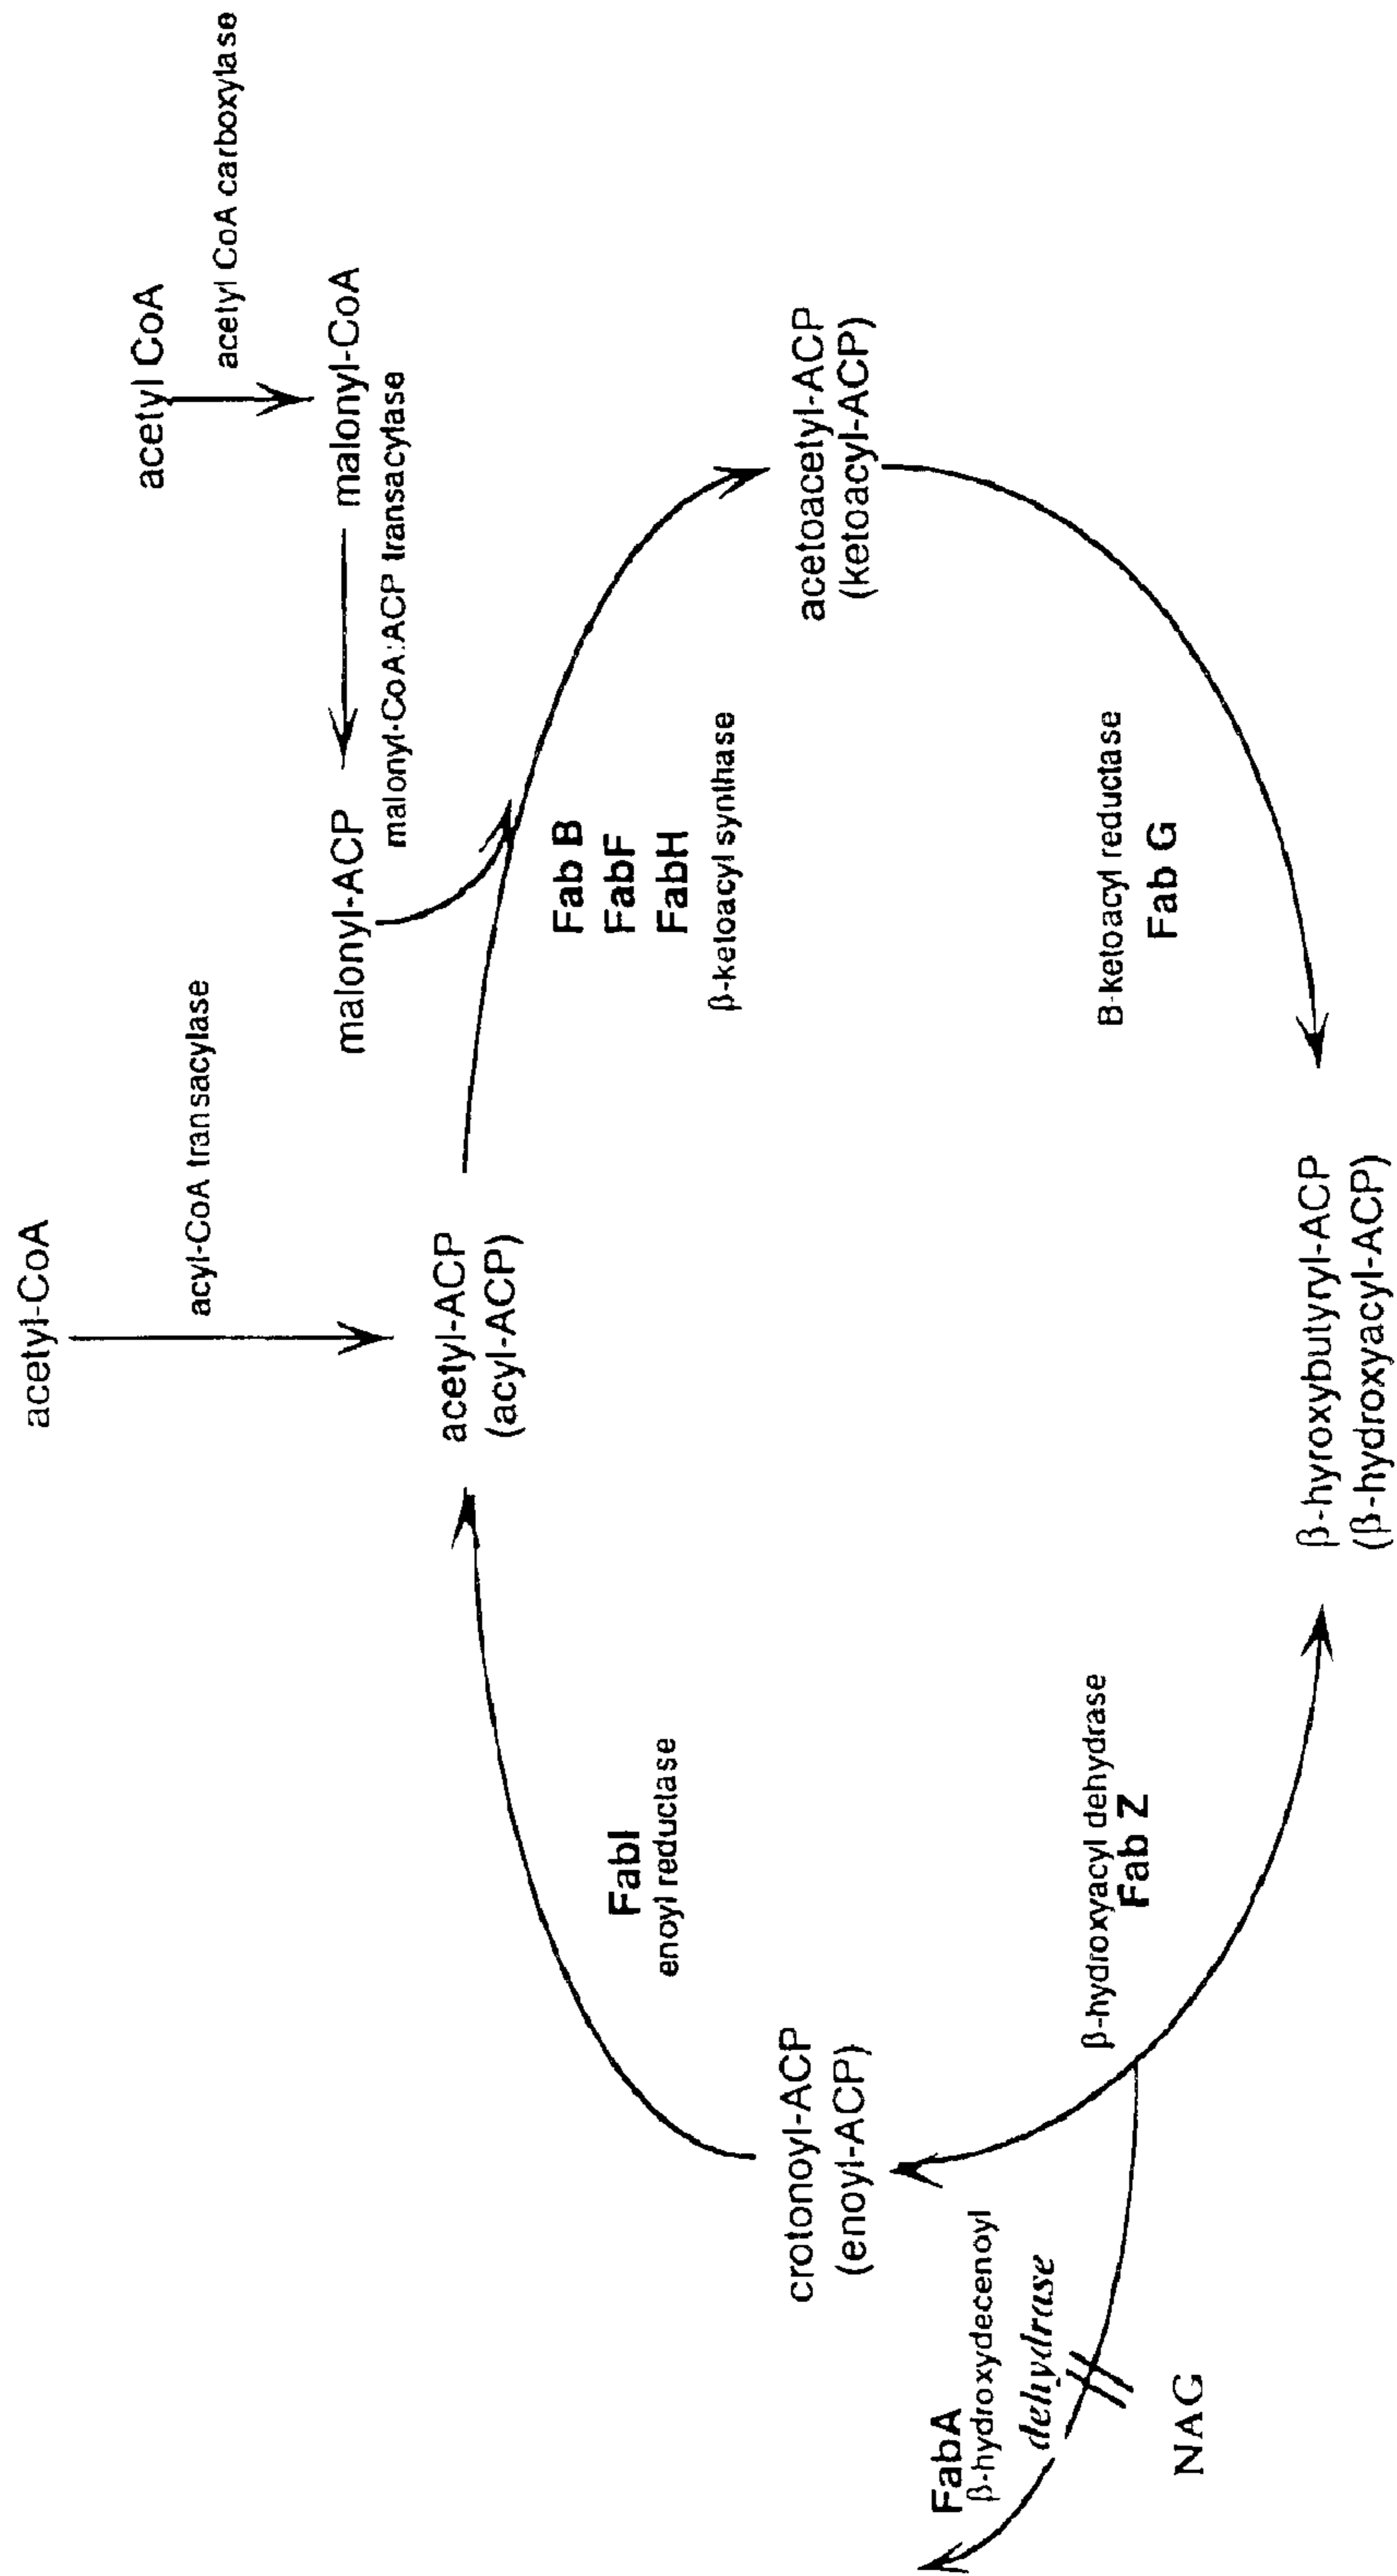 acetyl-CoA
acyl-CoA transacylase
acetyl CoA
acetyl CoA carboxylase
malonyl-CoA
malonyl-CoA:ACP transacylase
malonyl-ACP
acetyl-ACP
(acyl-ACP)
Fab B
FabF
FabH
β-ketoacyl synthase
acetoacetyl-ACP
(ketoacyl-ACP)
B-ketoacyl reductase
Fab G
β-hyroxybutyryl-ACP
(β-hydroxyacyl-ACP)
β-hydroxyacyl dehydrase
Fab Z
FabA
β-hydroxydecenoyl
dehydrase
NAG
crotonoyl-ACP
(enoyl-ACP)
FabI
enoyl reductase